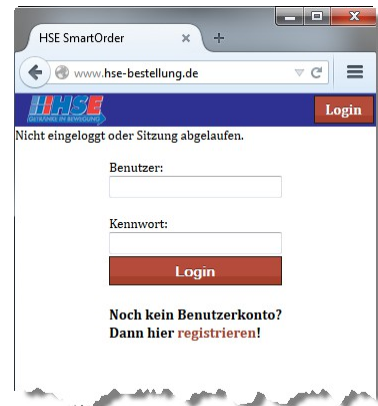 HSE SmartOrder
www.hse-bestellung.de
HSE
GETRÄNKE IN BEWEGUNG
Login
Nicht eingeloggt oder Sitzung abgelaufen.
Benutzer:
Kennwort:
Login
Noch kein Benutzerkonto?
Dann hier registrieren!